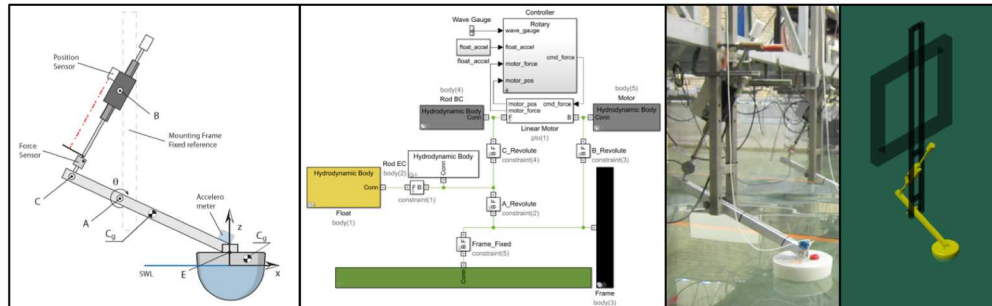 Position
Sensor
B
Mounting Frame
Fixed reference
Force
Sensor
C
θ
A
Accelero
meter
Cg
z
Cg
E
SWL
x
Controller
Wave Gauge
Rotary
wave_gauge
float_accel
float_accel
float_accel
motor_force
cmd_force
motor_pos
body(4)
Rod BC
Hydrodynamic Body
Conn
motor_pos
motor_force
cmd_force
F
B
Linear Motor
pto(1)
body(5)
Motor
Hydrodynamic Body
Conn
C_Revolute
constraint(4)
B_Revolute
constraint(3)
Rod EC
body(2)
Hydrodynamic Body
Conn
Hydrodynamic Body
Conn
Float
body(1)
F B
constraint(1)
A_Revolute
constraint(2)
Frame_Fixed
constraint(5)
Conn
Frame
body(3)